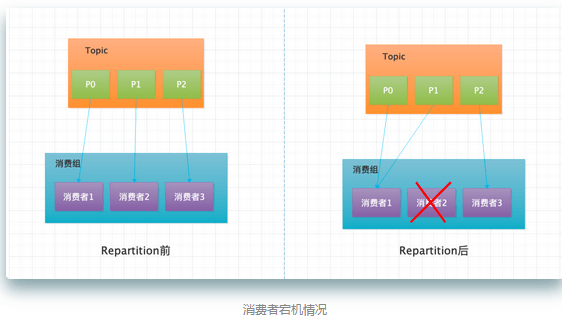 Topic
P0
P1
P2
消费组
消费者1
消费者2
消费者3
Repartition前
Topic
P0
P1
P2
消费组
消费者1
消费者2
消费者3
Repartition后
消费者宕机情况